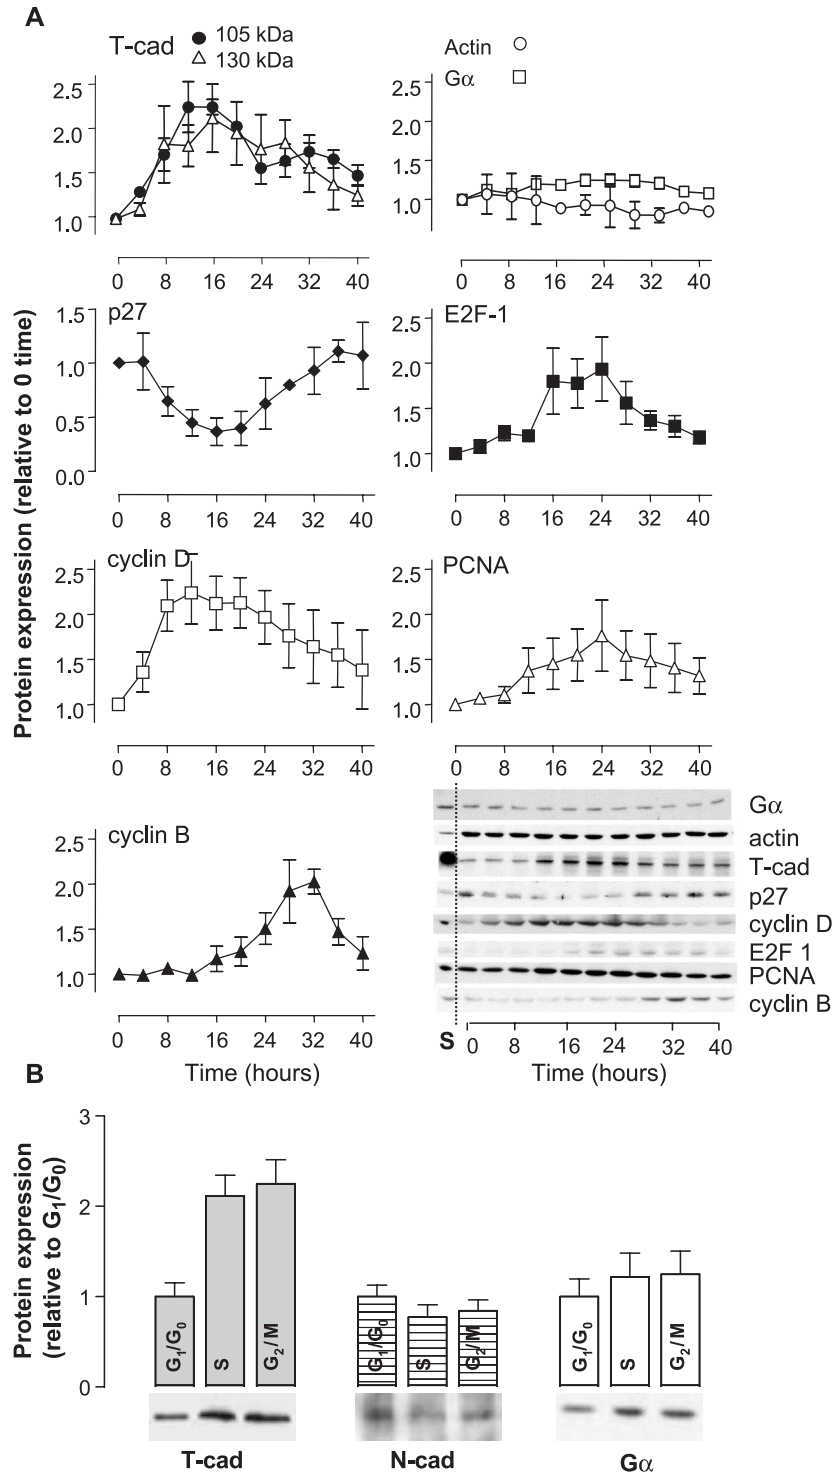 A
T-cad
105 kDa
130 kDa
Actin
Gα
2.5
2.0
1.5
1.0
0 8 16 24 32 40
2.5
2.0
1.5
1.0
0 8 16 24 32 40
Protein expression (relative to 0 time)
p27
1.5
1.0
0.5
0.0
0 8 16 24 32 40
E2F-1
2.5
2.0
1.5
1.0
0 8 16 24 32 40
cyclin D
2.5
2.0
1.5
1.0
0 8 16 24 32 40
PCNA
2.5
2.0
1.5
1.0
0 8 16 24 32 40
cyclin B
2.5
2.0
1.5
1.0
0 8 16 24 32 40
Time (hours)
Gα
actin
T-cad
p27
cyclin D
E2F 1
PCNA
cyclin B
S 0 8 16 24 32 40
Time (hours)
B
Protein expression
(relative to G₁/G₀)
3
2
1
0
G₁/G₀
S
G₂/M
G₁/G₀
S
G₂/M
G₁/G₀
S
G₂/M
T-cad
N-cad
Gα